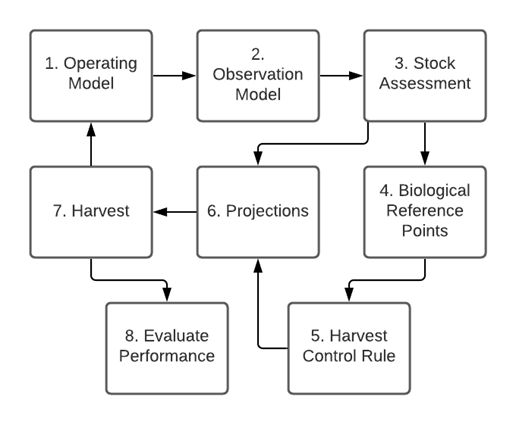 1. Operating
Model
2.
Observation
Model
3. Stock
Assessment
4. Biological
Reference
Points
5. Harvest
Control Rule
6. Projections
7. Harvest
8. Evaluate
Performance